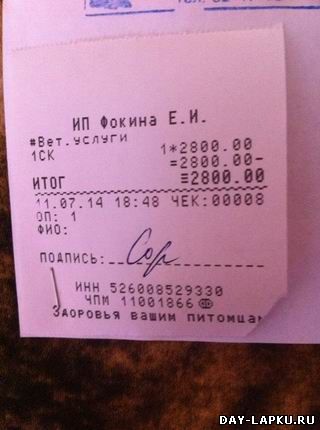 ИП Фокина Е.И.
#Вет.услуги
1СК 1*2800.00
=2800.00-
ИТОГ ≡2800.00
11.07.14 18:48 ЧЕК:00008
ОП: 1
ФИО:
ПОДПИСЬ:
ИНН 526008529330
ЧПМ 11001866
Здоровья вашим питомцам
DAY-LAPKU.RU